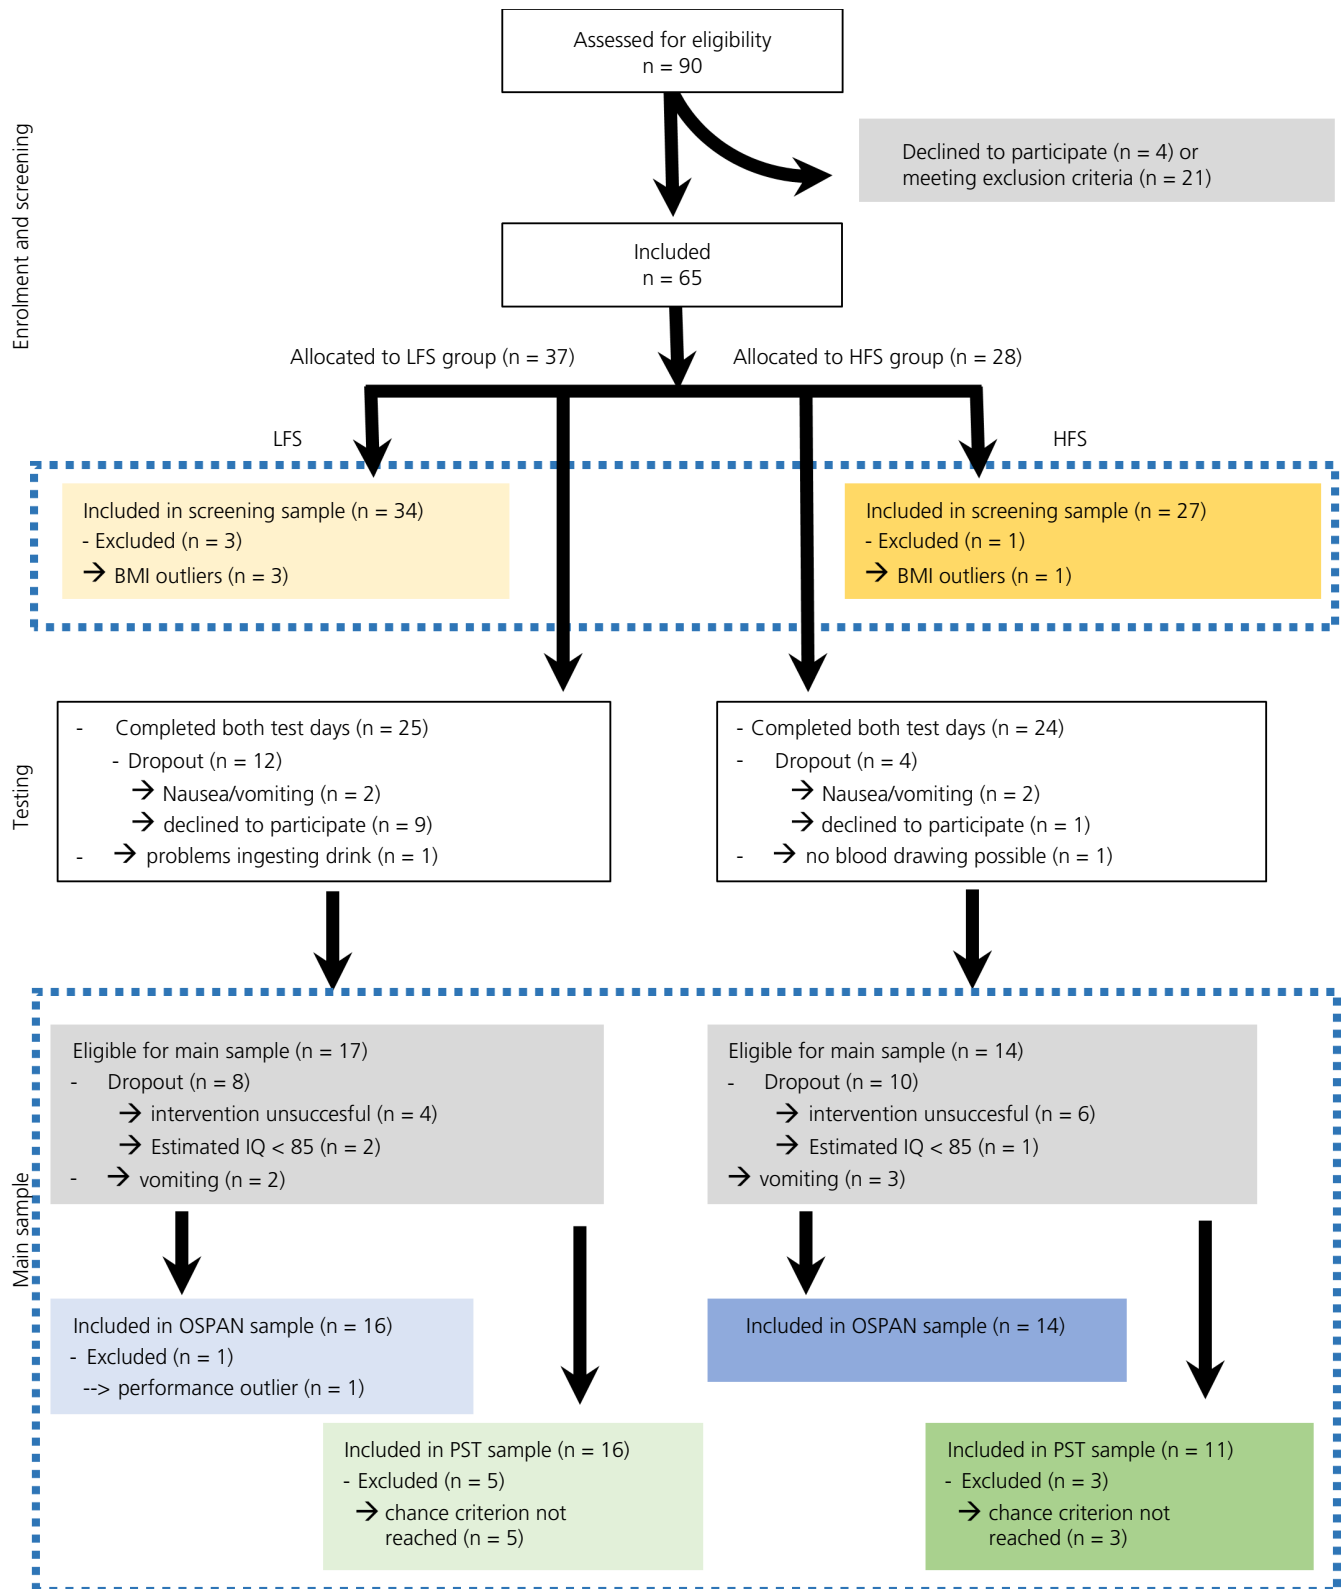 Assessed for eligibility
n = 90
Enrolment and screening
Declined to participate (n = 4) or
meeting exclusion criteria (n = 21)
Included
n = 65
Allocated to LFS group (n = 37)
Allocated to HFS group (n = 28)
LFS
HFS
Included in screening sample (n = 34)
- Excluded (n = 3)
→ BMI outliers (n = 3)
Included in screening sample (n = 27)
- Excluded (n = 1)
→ BMI outliers (n = 1)
Testing
- Completed both test days (n = 25)
- Dropout (n = 12)
→ Nausea/vomiting (n = 2)
→ declined to participate (n = 9)
- → problems ingesting drink (n = 1)
- Completed both test days (n = 24)
- Dropout (n = 4)
→ Nausea/vomiting (n = 2)
→ declined to participate (n = 1)
- → no blood drawing possible (n = 1)
Main sample
Eligible for main sample (n = 17)
- Dropout (n = 8)
→ intervention unsuccesful (n = 4)
→ Estimated IQ < 85 (n = 2)
- → vomiting (n = 2)
Eligible for main sample (n = 14)
- Dropout (n = 10)
→ intervention unsuccesful (n = 6)
→ Estimated IQ < 85 (n = 1)
→ vomiting (n = 3)
Included in OSPAN sample (n = 16)
- Excluded (n = 1)
--> performance outlier (n = 1)
Included in OSPAN sample (n = 14)
Included in PST sample (n = 16)
- Excluded (n = 5)
→ chance criterion not
reached (n = 5)
Included in PST sample (n = 11)
- Excluded (n = 3)
→ chance criterion not
reached (n = 3)